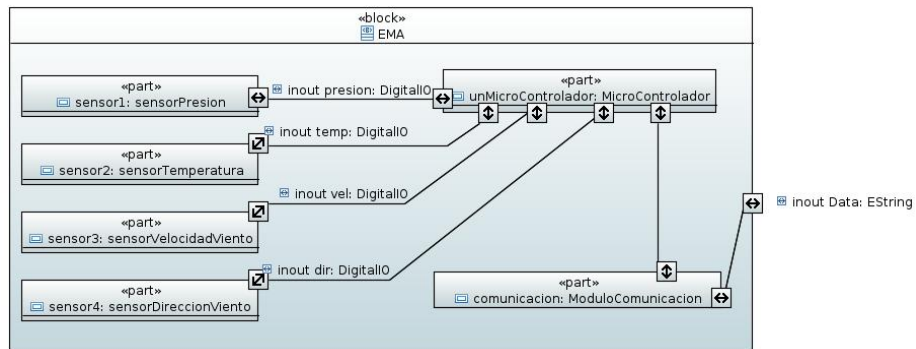 «block»
EMA
«part»
sensor1: sensorPresion
inout presion: DigitalIO
«part»
unMicroControlador: MicroControlador
inout temp: DigitalIO
«part»
sensor2: sensorTemperatura
inout vel: DigitalIO
inout Data: EString
«part»
sensor3: sensorVelocidadViento
inout dir: DigitalIO
«part»
sensor4: sensorDireccionViento
«part»
comunicacion: ModuloComunicacion